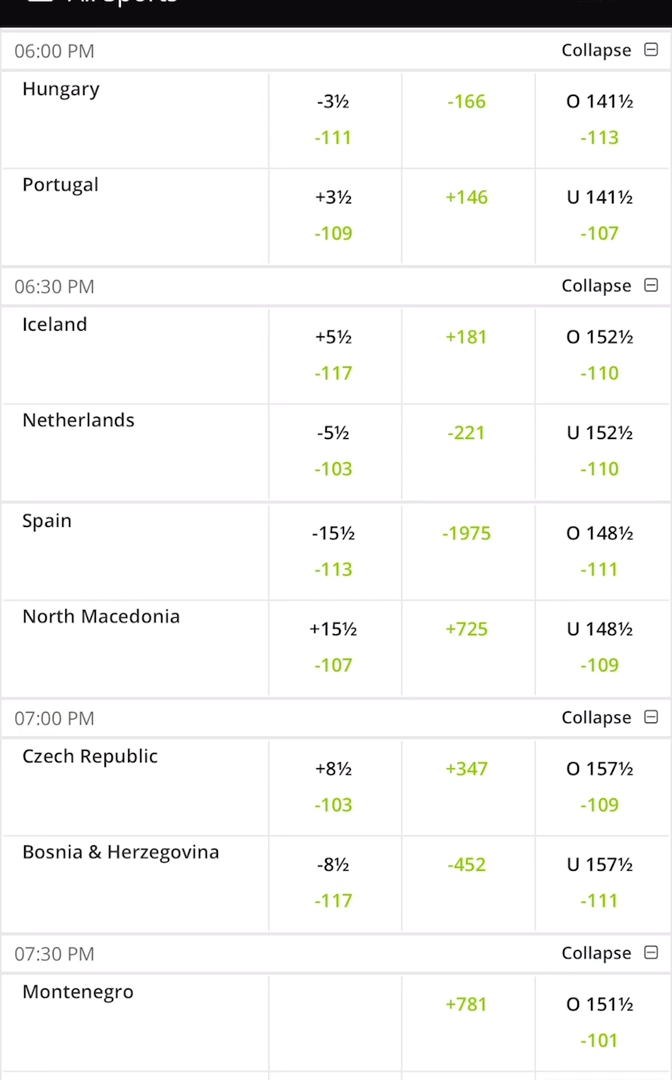 All Sports
06:00 PM Collapse
Hungary -3½ -166 O 141½
-111 -113
Portugal +3½ +146 U 141½
-109 -107
06:30 PM Collapse
Iceland +5½ +181 O 152½
-117 -110
Netherlands -5½ -221 U 152½
-103 -110
Spain -15½ -1975 O 148½
-113 -111
North Macedonia +15½ +725 U 148½
-107 -109
07:00 PM Collapse
Czech Republic +8½ +347 O 157½
-103 -109
Bosnia & Herzegovina -8½ -452 U 157½
-117 -111
07:30 PM Collapse
Montenegro +781 O 151½
-101